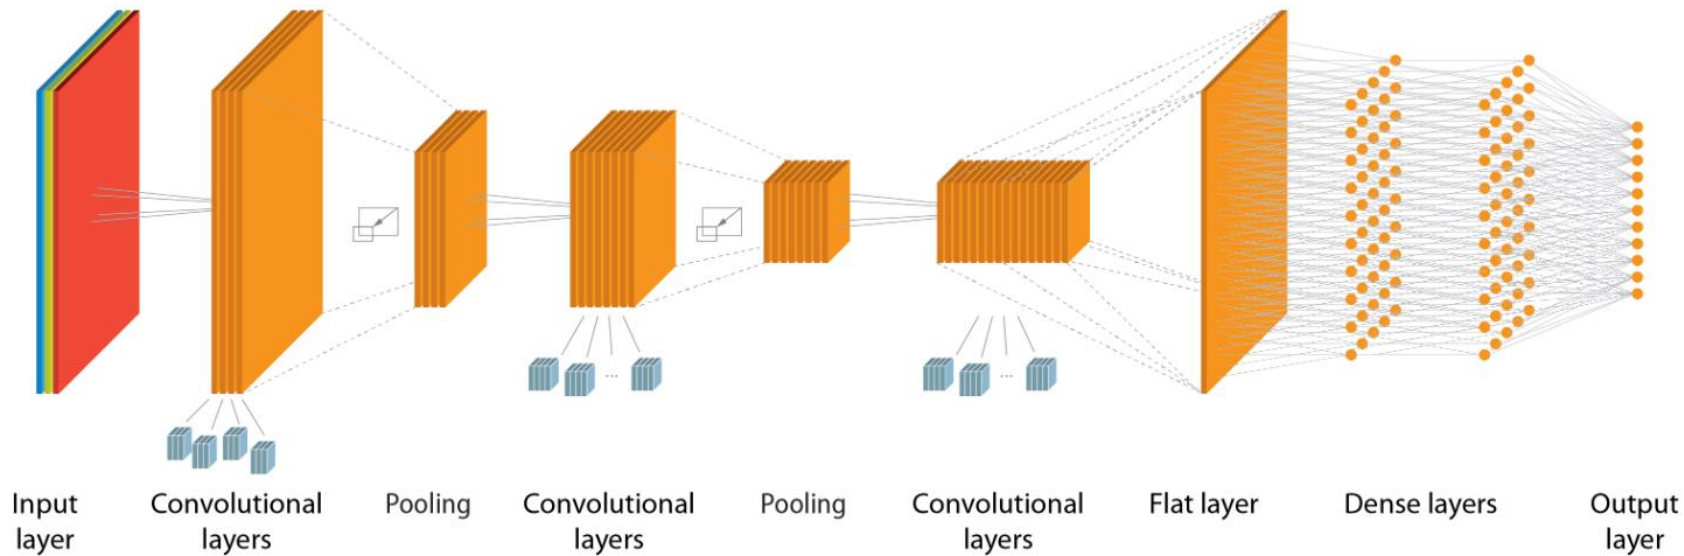 Input
layer
Convolutional
layers
Pooling
Convolutional
layers
Pooling
Convolutional
layers
Flat layer
Dense layers
Output
layer
...
...